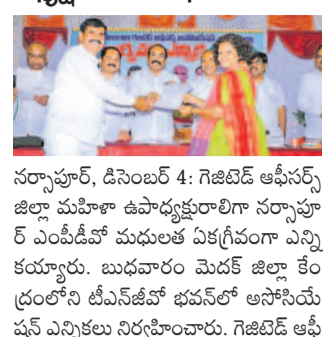 నర్సాపూర్, డిసెంబర్ 4: గెజిటెడ్ ఆఫీసర్స్
జిల్లా మహిళా ఉపాధ్యక్షురాలిగా నర్సాపూ
ర్ ఎంపీడీవో మధులత ఏకగ్రీవంగా ఎన్ని
కయ్యారు. బుధవారం మెదక్ జిల్లా కేం
ద్రంలోని టీఎన్జీవో భవన్‌లో అసోసియే
షన్ ఎన్నికలు నిర్వహించారు. గెజిటెడ్ ఆఫీ